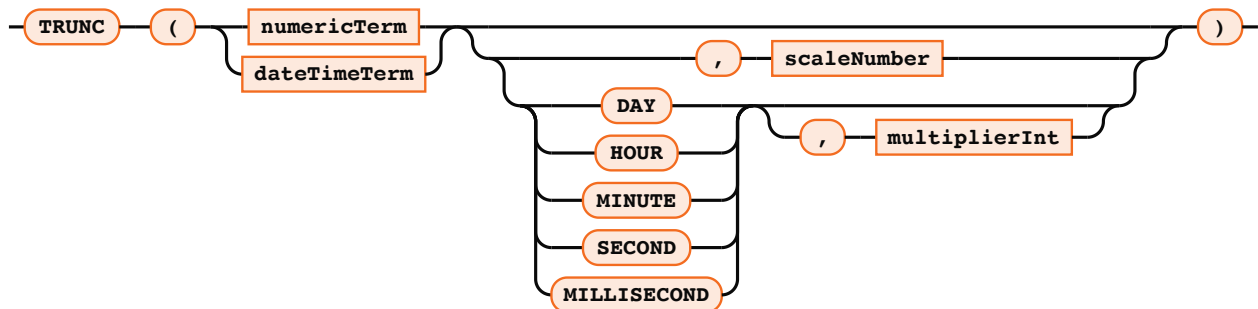 TRUNC ( numericTerm )
dateTimeTerm
, scaleNumber
DAY
, multiplierInt
HOUR
MINUTE
SECOND
MILLISECOND